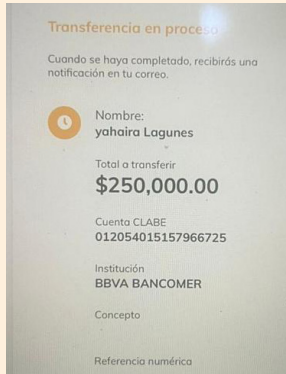 Transferencia en proceso
Cuando se haya completado, recibirás una
notificación en tu correo.
Nombre:
yahaira Lagunes
Total a transferir
$250,000.00
Cuenta CLABE
012054015157966725
Institución
BBVA BANCOMER
Concepto
Referencia numérica